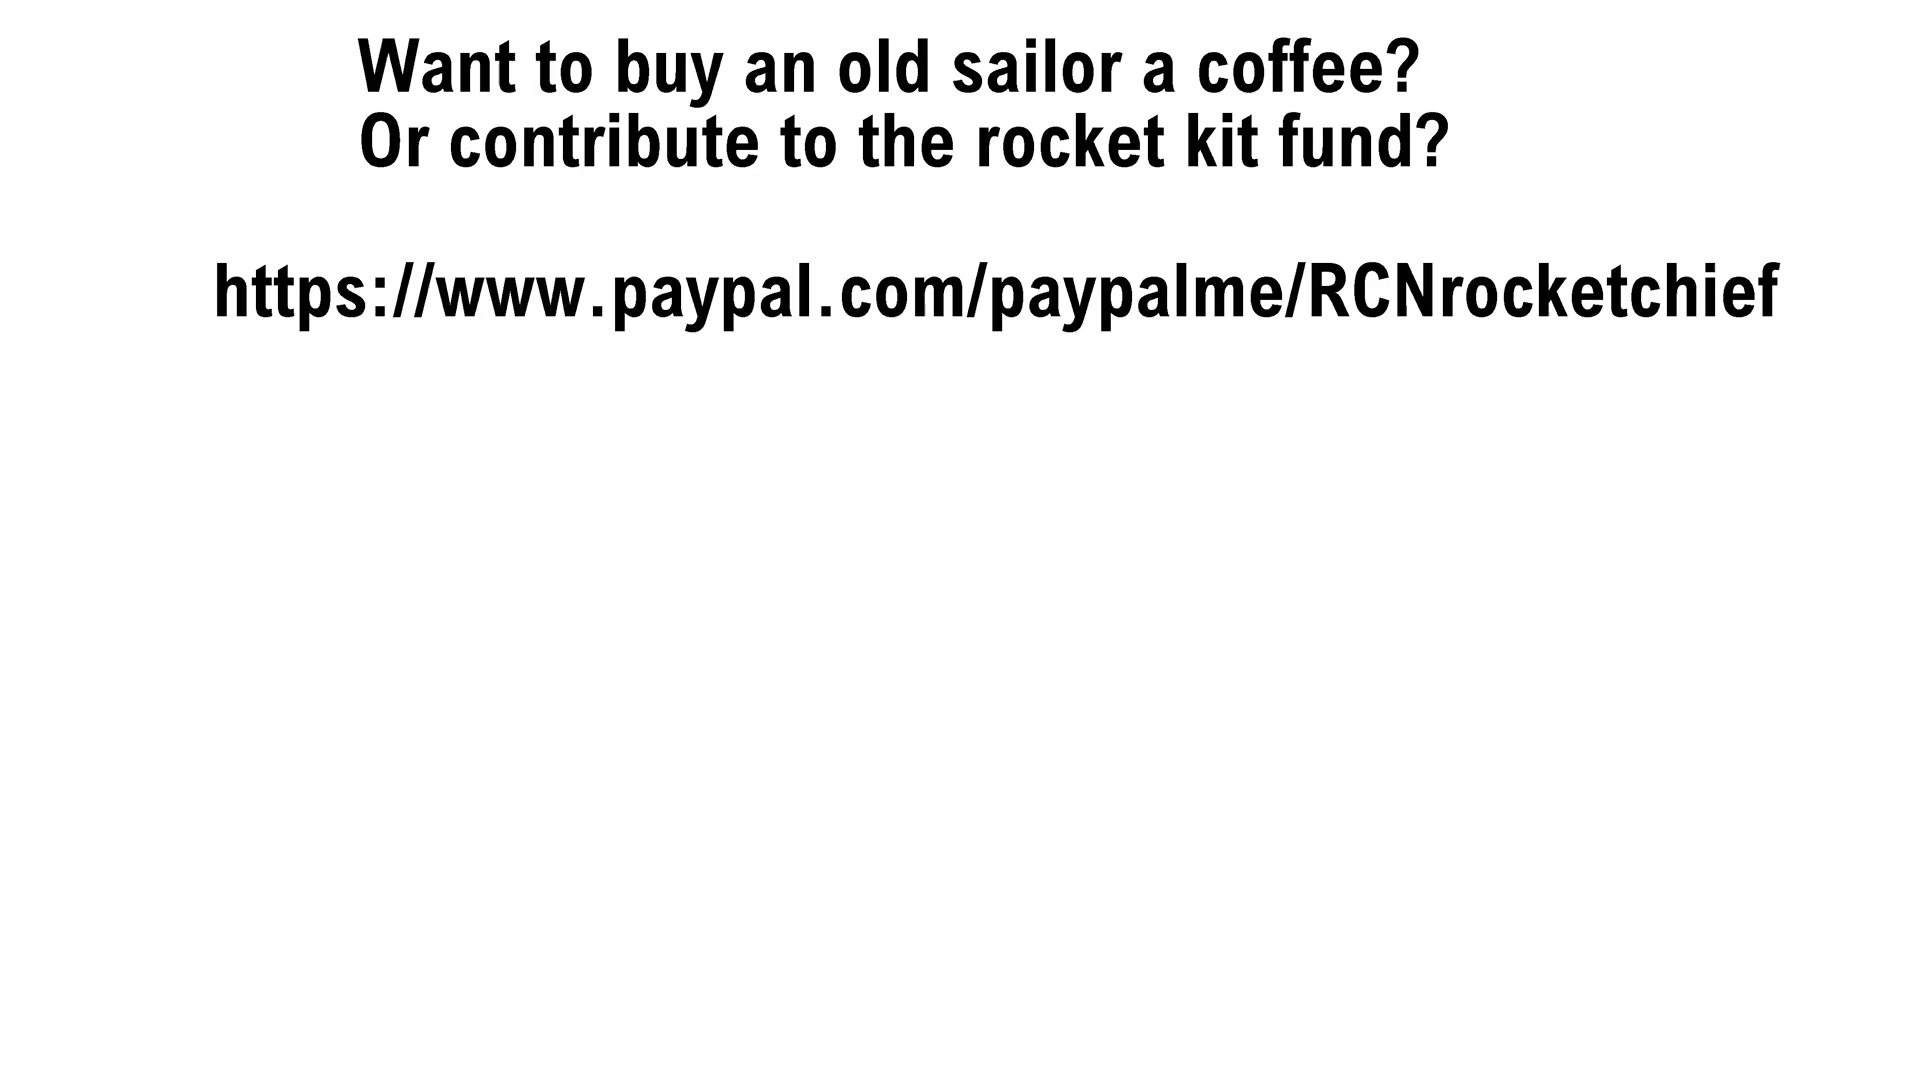 Want to buy an old sailor a coffee?
Or contribute to the rocket kit fund?
https://www.paypal.com/paypalme/RCNrocketchief